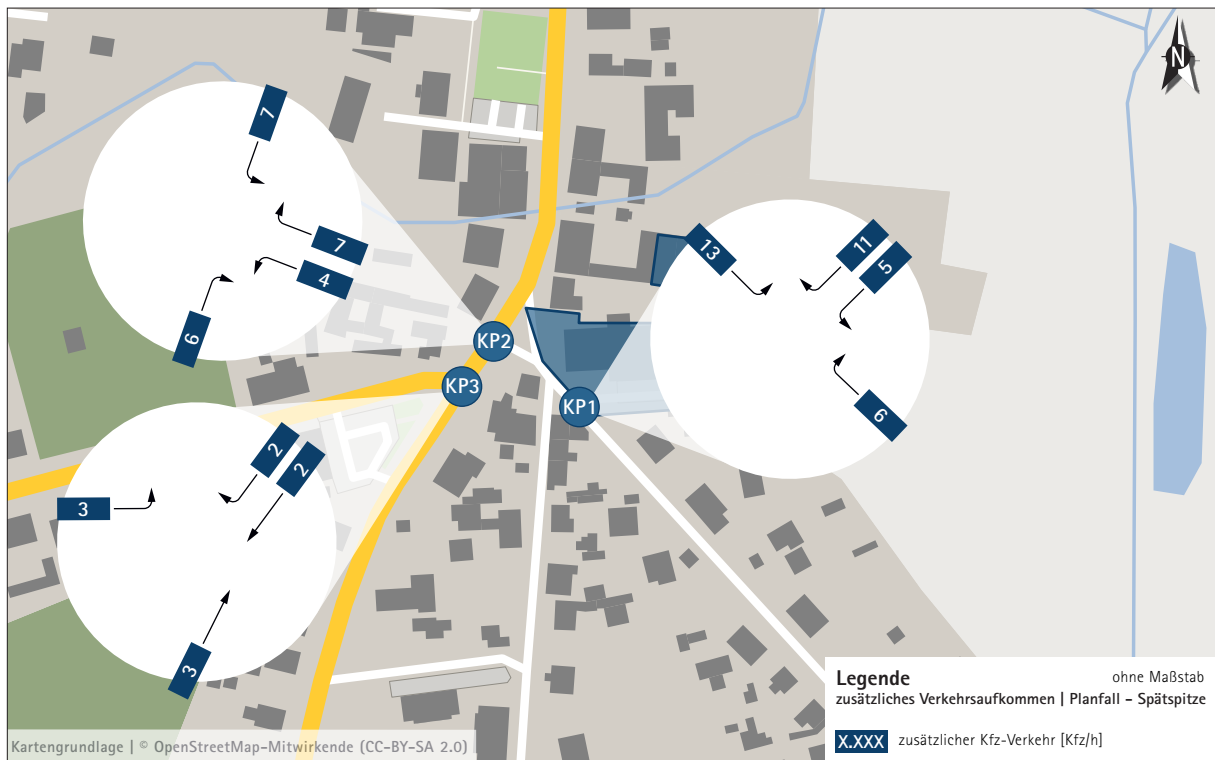 N
7
7
4
6
13
11
5
6
KP2
KP3
KP1
2
2
3
3
Legende
ohne Maßstab
zusätzliches Verkehrsaufkommen | Planfall - Spätspitze
X.XXX zusätzlicher Kfz-Verkehr [Kfz/h]
Kartengrundlage | © OpenStreetMap-Mitwirkende (CC-BY-SA 2.0)